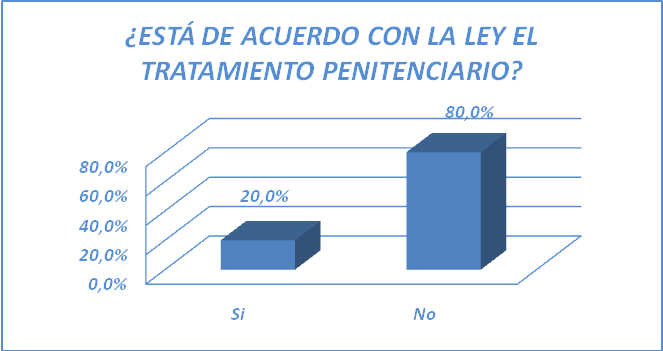 ¿ESTÁ DE ACUERDO CON LA LEY EL
TRATAMIENTO PENITENCIARIO?
80,0%
80,0%
60,0%
40,0%
20,0%
0,0%
20,0%
Si
No